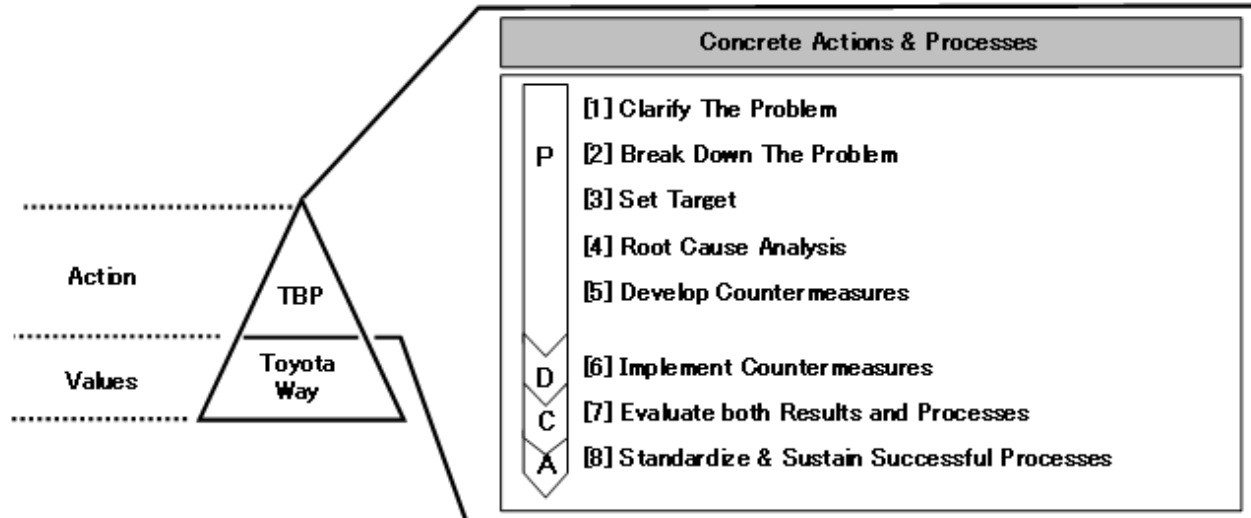 Concrete Actions & Processes
[1] Clarify The Problem
P
[2] Break Down The Problem
[3] Set Target
[4] Root Cause Analysis
[5] Develop Countermeasures
D
[6] Implement Countermeasures
C
[7] Evaluate both Results and Processes
A
[8] Standardize & Sustain Successful Processes
Action
TBP
Values
Toyota
Way